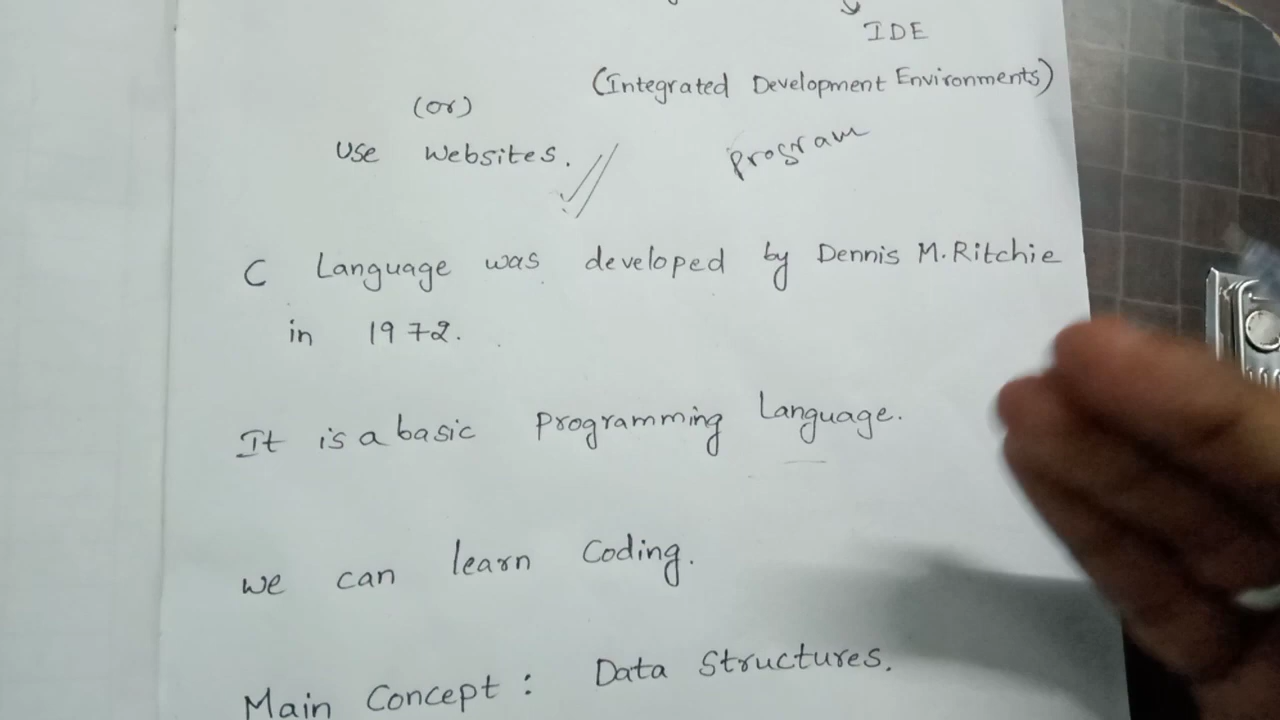 IDE
(Integrated Development Environments)
(or)
Use Websites.
Program
C Language was developed by Dennis M. Ritchie
in 1972.
It is a basic Programming Language.
We can learn Coding.
Main Concept : Data Structures.